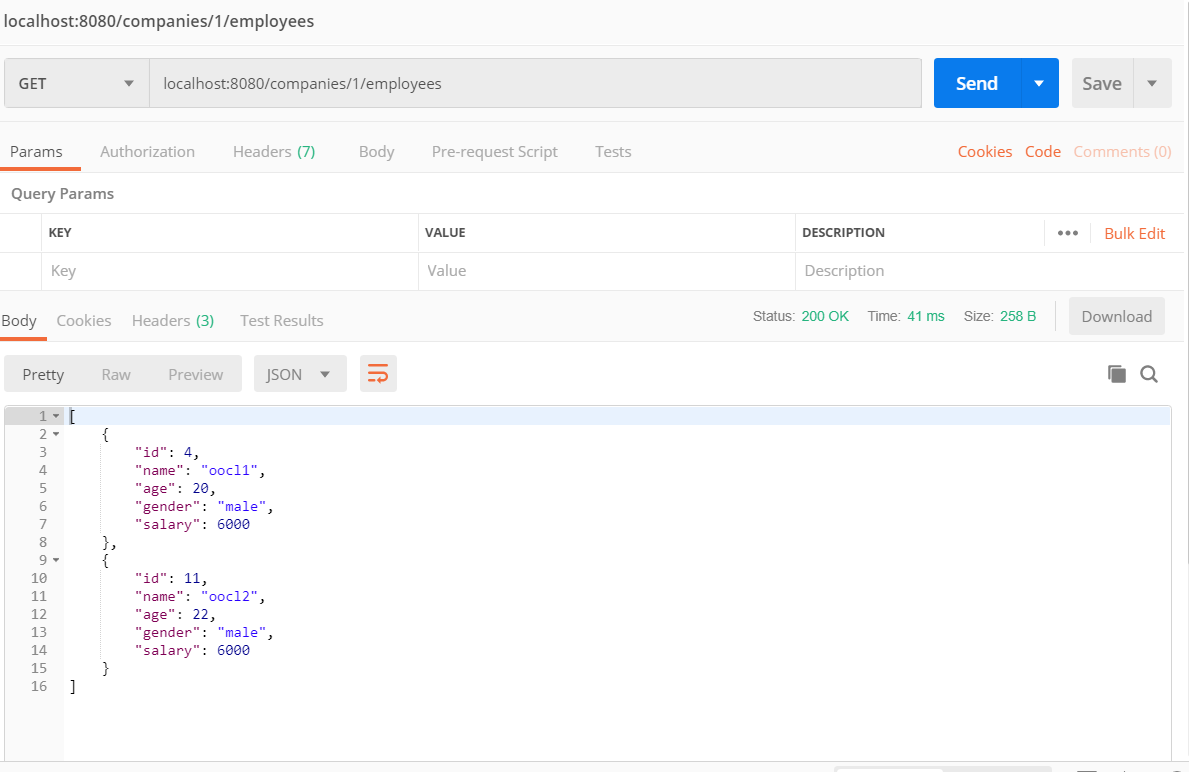 localhost:8080/companies/1/employees
GET localhost:8080/companies/1/employees Send Save
Params Authorization Headers (7) Body Pre-request Script Tests Cookies Code Comments (0)
Query Params
KEY VALUE DESCRIPTION ••• Bulk Edit
Key Value Description
Body Cookies Headers (3) Test Results Status: 200 OK Time: 41 ms Size: 258 B Download
Pretty Raw Preview JSON
1 [
2 {
3 "id": 4,
4 "name": "oocl1",
5 "age": 20,
6 "gender": "male",
7 "salary": 6000
8 },
9 {
10 "id": 11,
11 "name": "oocl2",
12 "age": 22,
13 "gender": "male",
14 "salary": 6000
15 }
16 ]